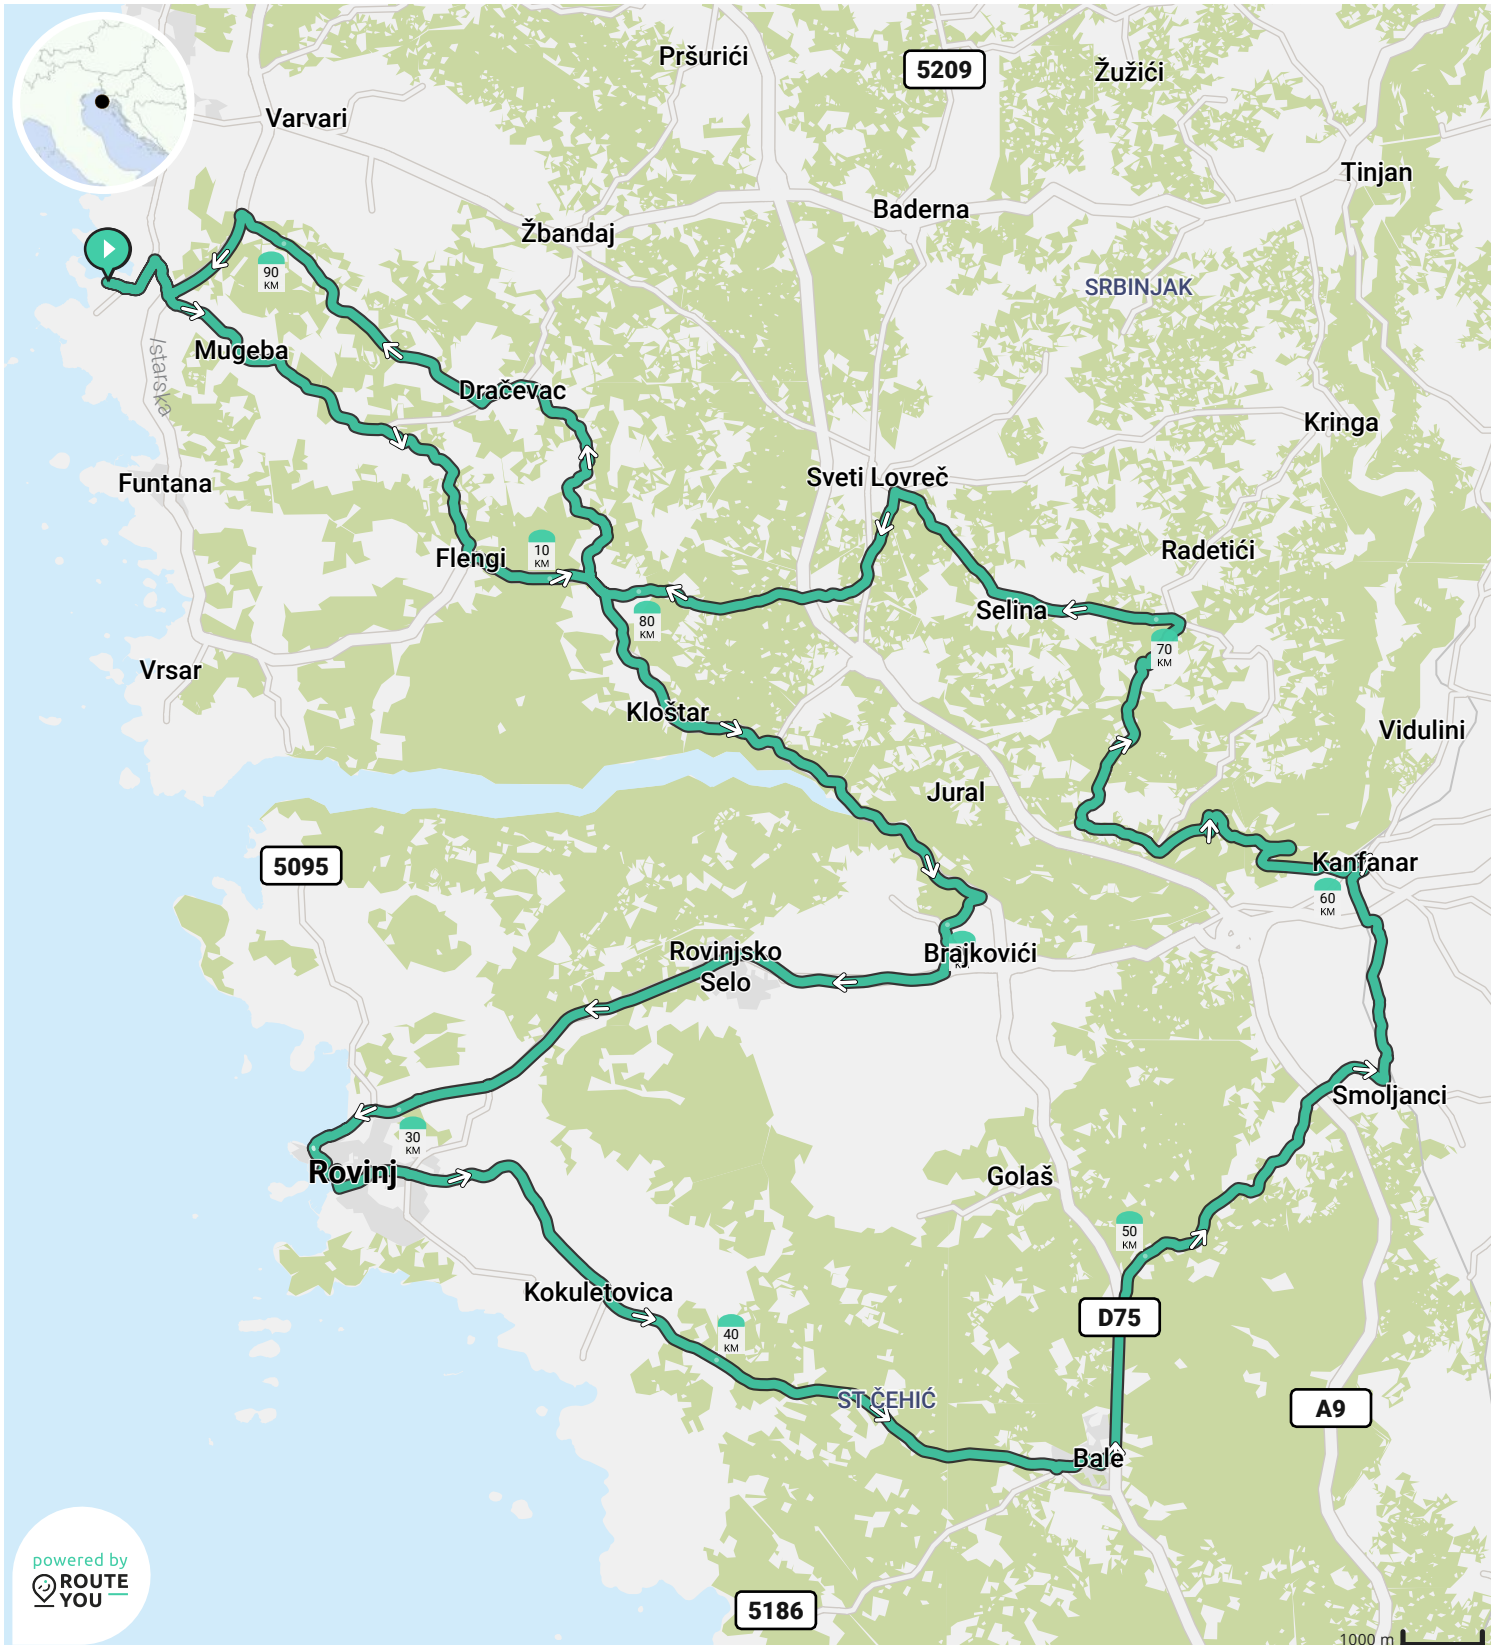 Pršurići
5209
Žužići
Varvari
Tinjan
Baderna
Žbandaj
90
KM
SRBINJAK
Istarska
Mugeba
Dračevac
Kringa
Sveti Lovreč
Funtana
10
KM
Flengi
Radetići
Selina
80
KM
70
KM
Vrsar
Kloštar
Vidulini
Jural
5095
Kanfanar
60
KM
Rovinjsko
Selo
Brajkovići
Smoljanci
30
KM
Rovinj
Golaš
50
KM
Kokuletovica
D75
40
KM
ST.ČEHIĆ
A9
Bale
powered by
ROUTE
YOU
5186
1000 m